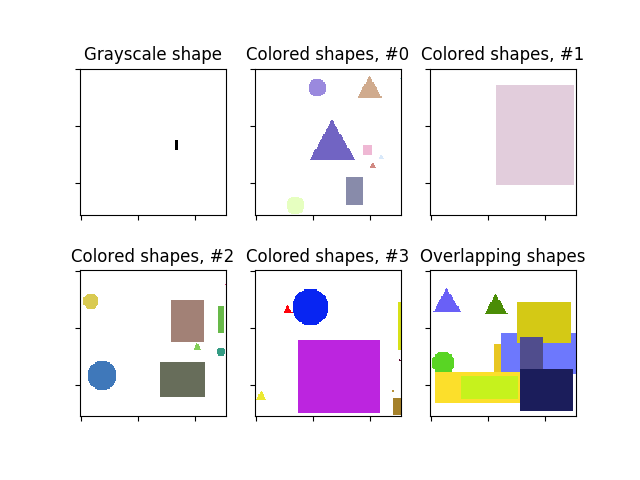 Grayscale shape
Colored shapes, #0
Colored shapes, #1
Colored shapes, #2
Colored shapes, #3
Overlapping shapes